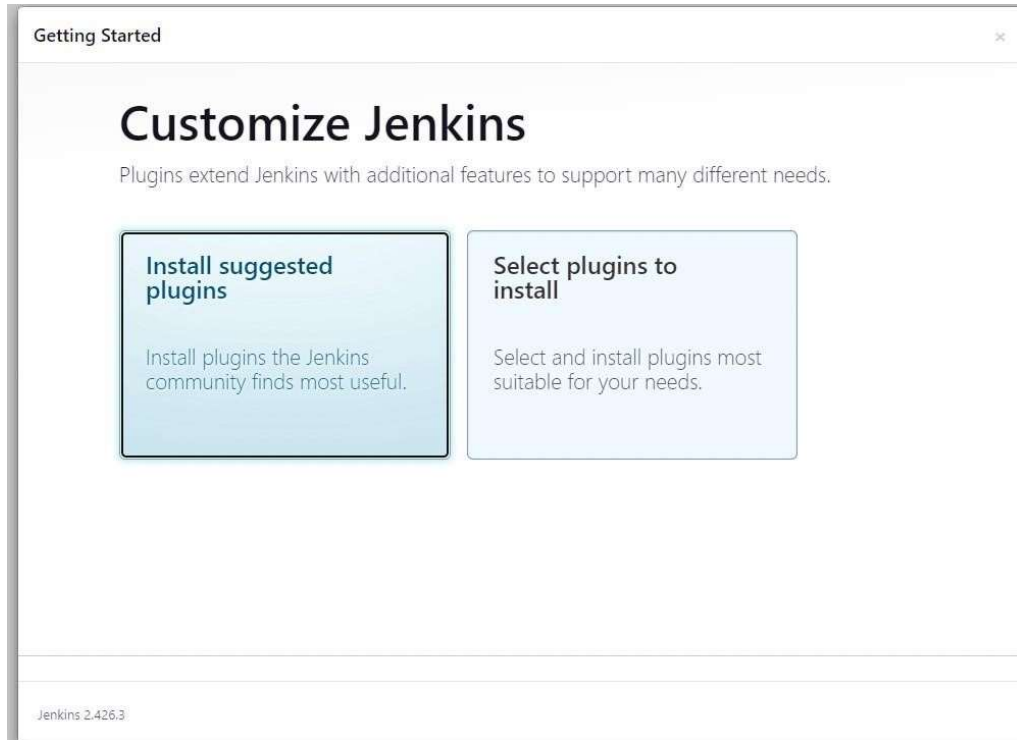 Getting Started
×
Customize Jenkins
Plugins extend Jenkins with additional features to support many different needs.
Install suggested
plugins
Install plugins the Jenkins
community finds most useful.
Select plugins to
install
Select and install plugins most
suitable for your needs.
Jenkins 2.426.3